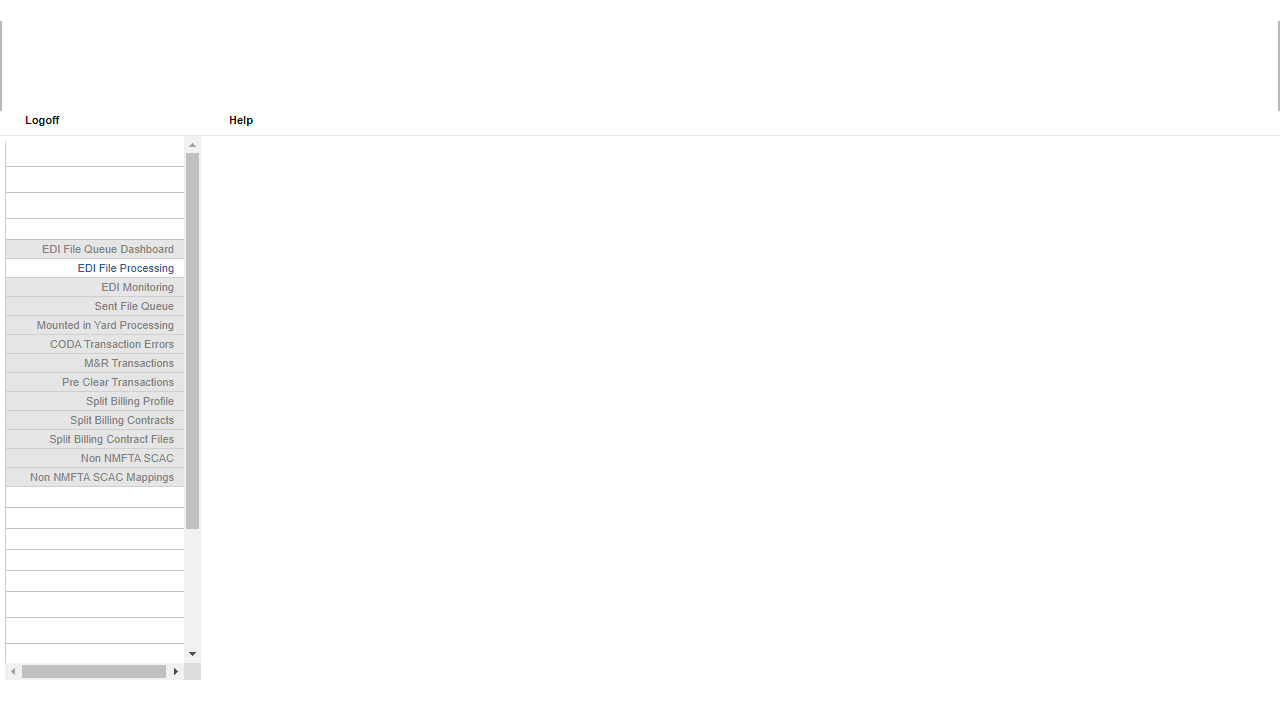 Logoff
Help
EDI File Queue Dashboard
EDI File Processing
EDI Monitoring
Sent File Queue
Mounted in Yard Processing
CODA Transaction Errors
M&R Transactions
Pre Clear Transactions
Split Billing Profile
Split Billing Contracts
Split Billing Contract Files
Non NMFTA SCAC
Non NMFTA SCAC Mappings